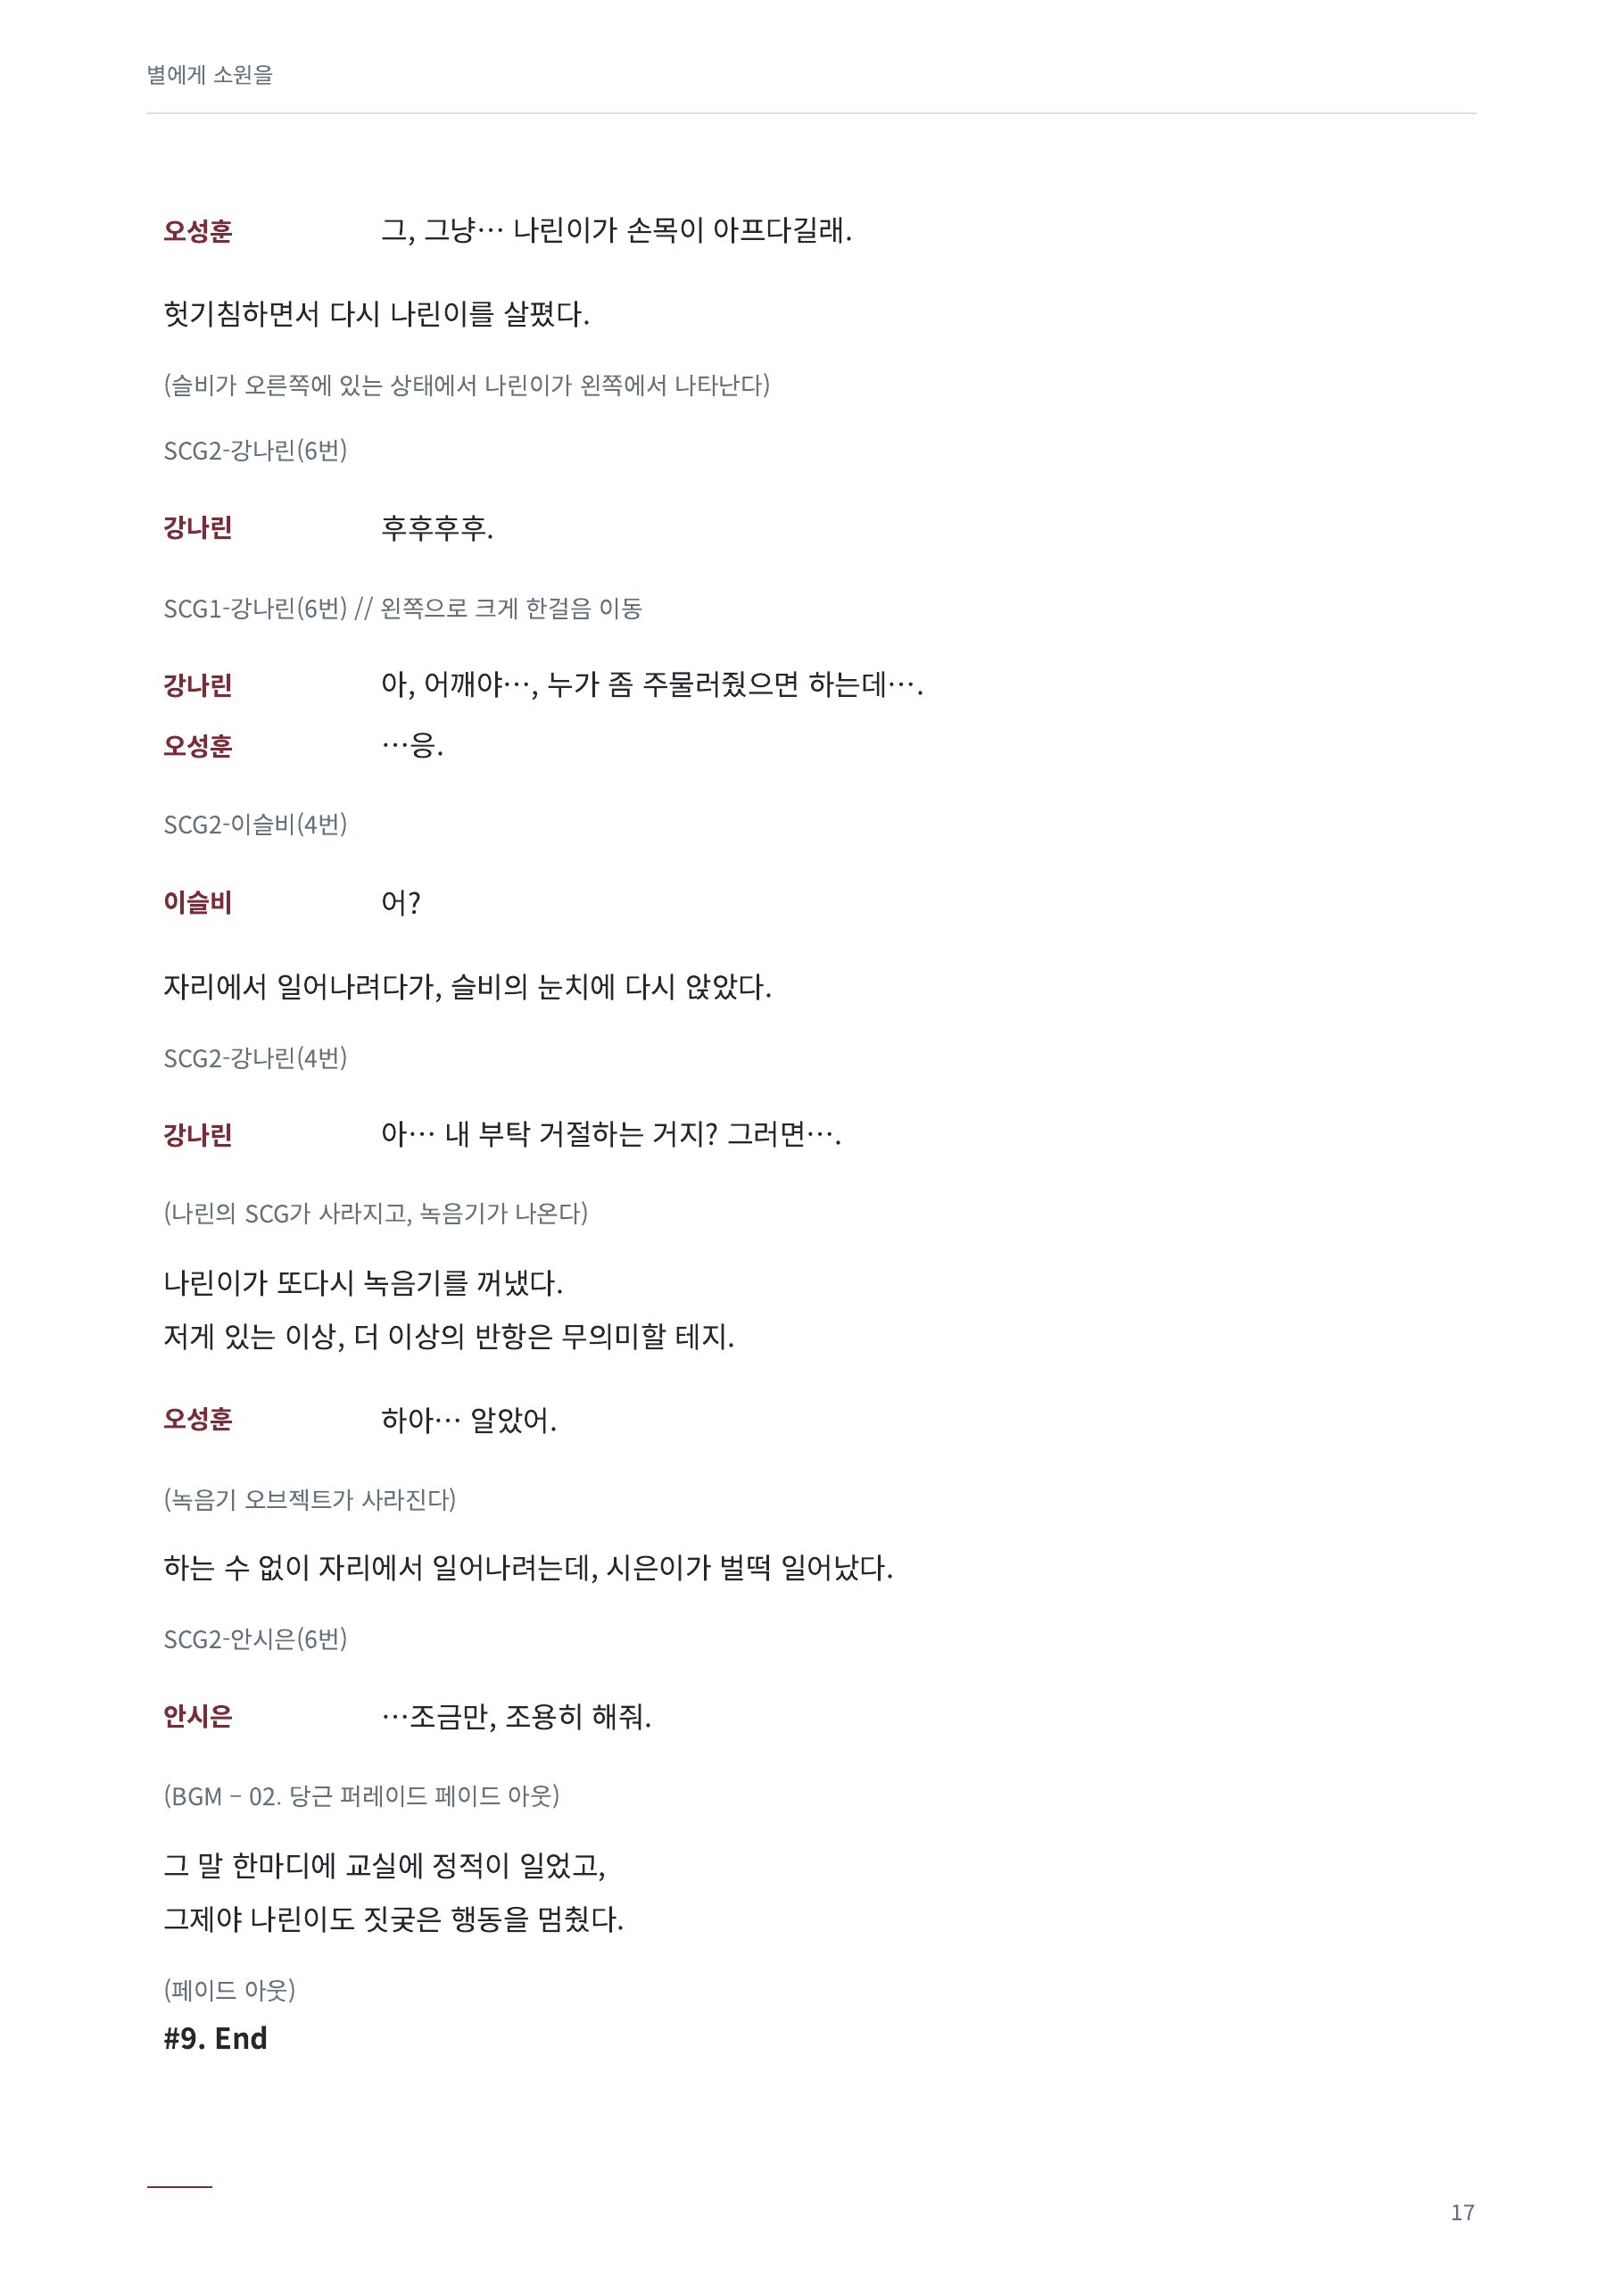 별에게 소원을
오성훈 그, 그냥… 나린이가 손목이 아프다길래.
헛기침하면서 다시 나린이를 살폈다.
(슬비가 오른쪽에 있는 상태에서 나린이가 왼쪽에서 나타난다)
SCG2-강나린(6번)
강나린 후후후후.
SCG1-강나린(6번) // 왼쪽으로 크게 한걸음 이동
강나린 아, 어깨야…, 누가 좀 주물러줬으면 하는데….
오성훈 …응.
SCG2-이슬비(4번)
이슬비 어?
자리에서 일어나려다가, 슬비의 눈치에 다시 앉았다.
SCG2-강나린(4번)
강나린 아… 내 부탁 거절하는 거지? 그러면….
(나린의 SCG가 사라지고, 녹음기가 나온다)
나린이가 또다시 녹음기를 꺼냈다.
저게 있는 이상, 더 이상의 반항은 무의미할 테지.
오성훈 하아… 알았어.
(녹음기 오브젝트가 사라진다)
하는 수 없이 자리에서 일어나려는데, 시은이가 벌떡 일어났다.
SCG2-안시은(6번)
안시은 …조금만, 조용히 해줘.
(BGM – 02. 당근 퍼레이드 페이드 아웃)
그 말 한마디에 교실에 정적이 일었고,
그제야 나린이도 짓궂은 행동을 멈췄다.
(페이드 아웃)
#9. End
17